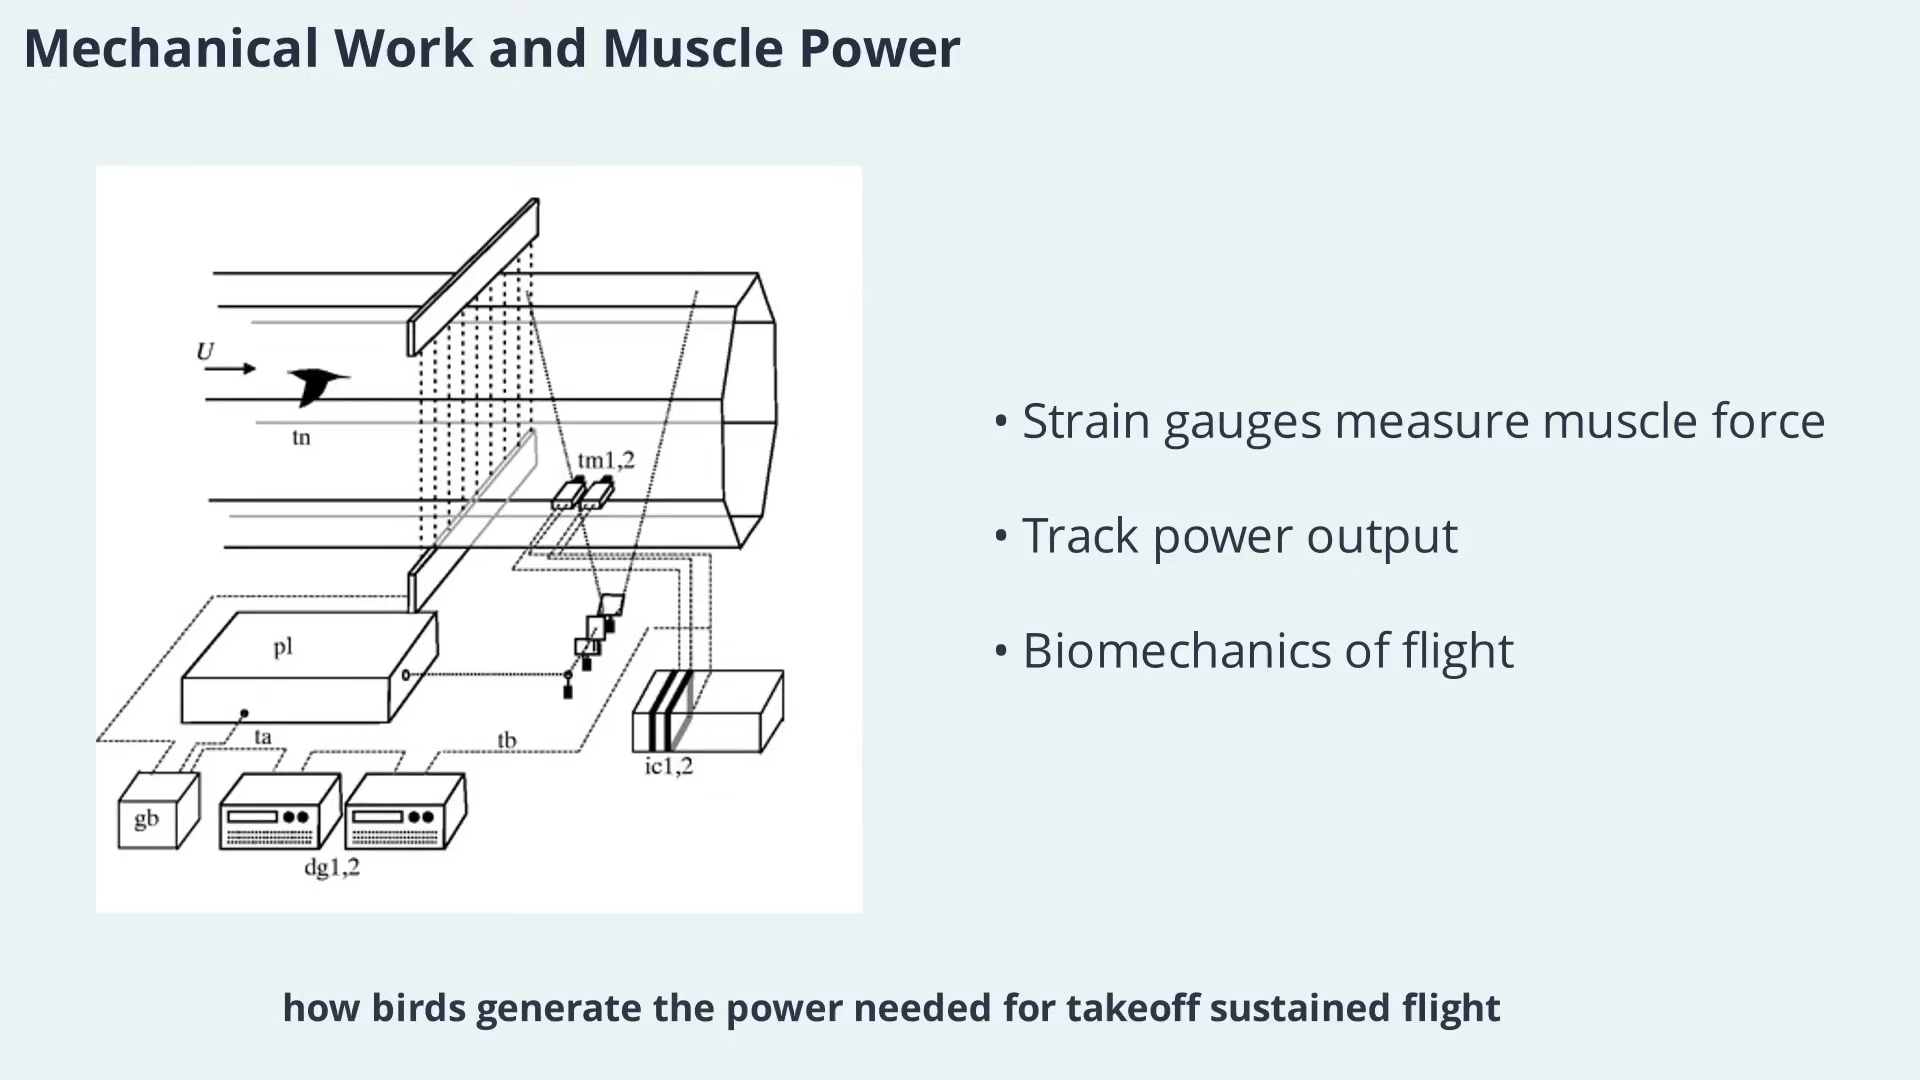 Mechanical Work and Muscle Power
U
tn
tm1,2
pl
ta
tb
ic1,2
gb
dg1,2
• Strain gauges measure muscle force
• Track power output
• Biomechanics of flight
how birds generate the power needed for takeoff sustained flight